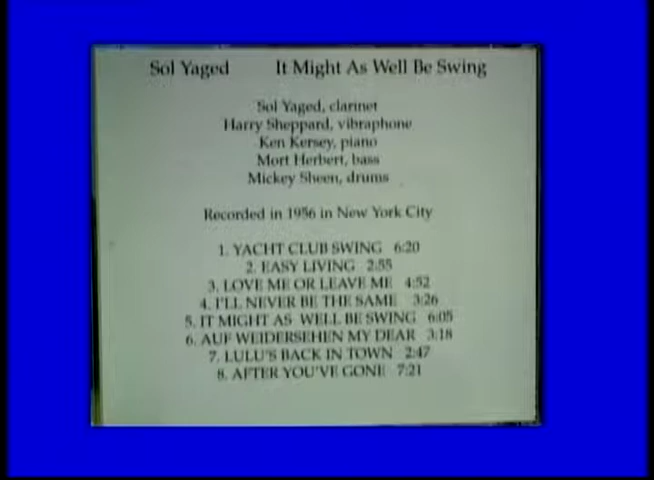 Sol Yaged It Might As Well Be Swing
Sol Yaged, clarinet
Harry Sheppard, vibraphone
Ken Kersey, piano
Mort Herbert, bass
Mickey Sheen, drums
Recorded in 1956 in New York City
1. YACHT CLUB SWING 6:20
2. EASY LIVING 2:55
3. LOVE ME OR LEAVE ME 4:52
4. I'LL NEVER BE THE SAME 3:26
5. IT MIGHT AS WELL BE SWING 6:05
6. AUF WEIDERSEHEN MY DEAR 3:18
7. LULU'S BACK IN TOWN 2:47
8. AFTER YOU'VE GONE 7:21